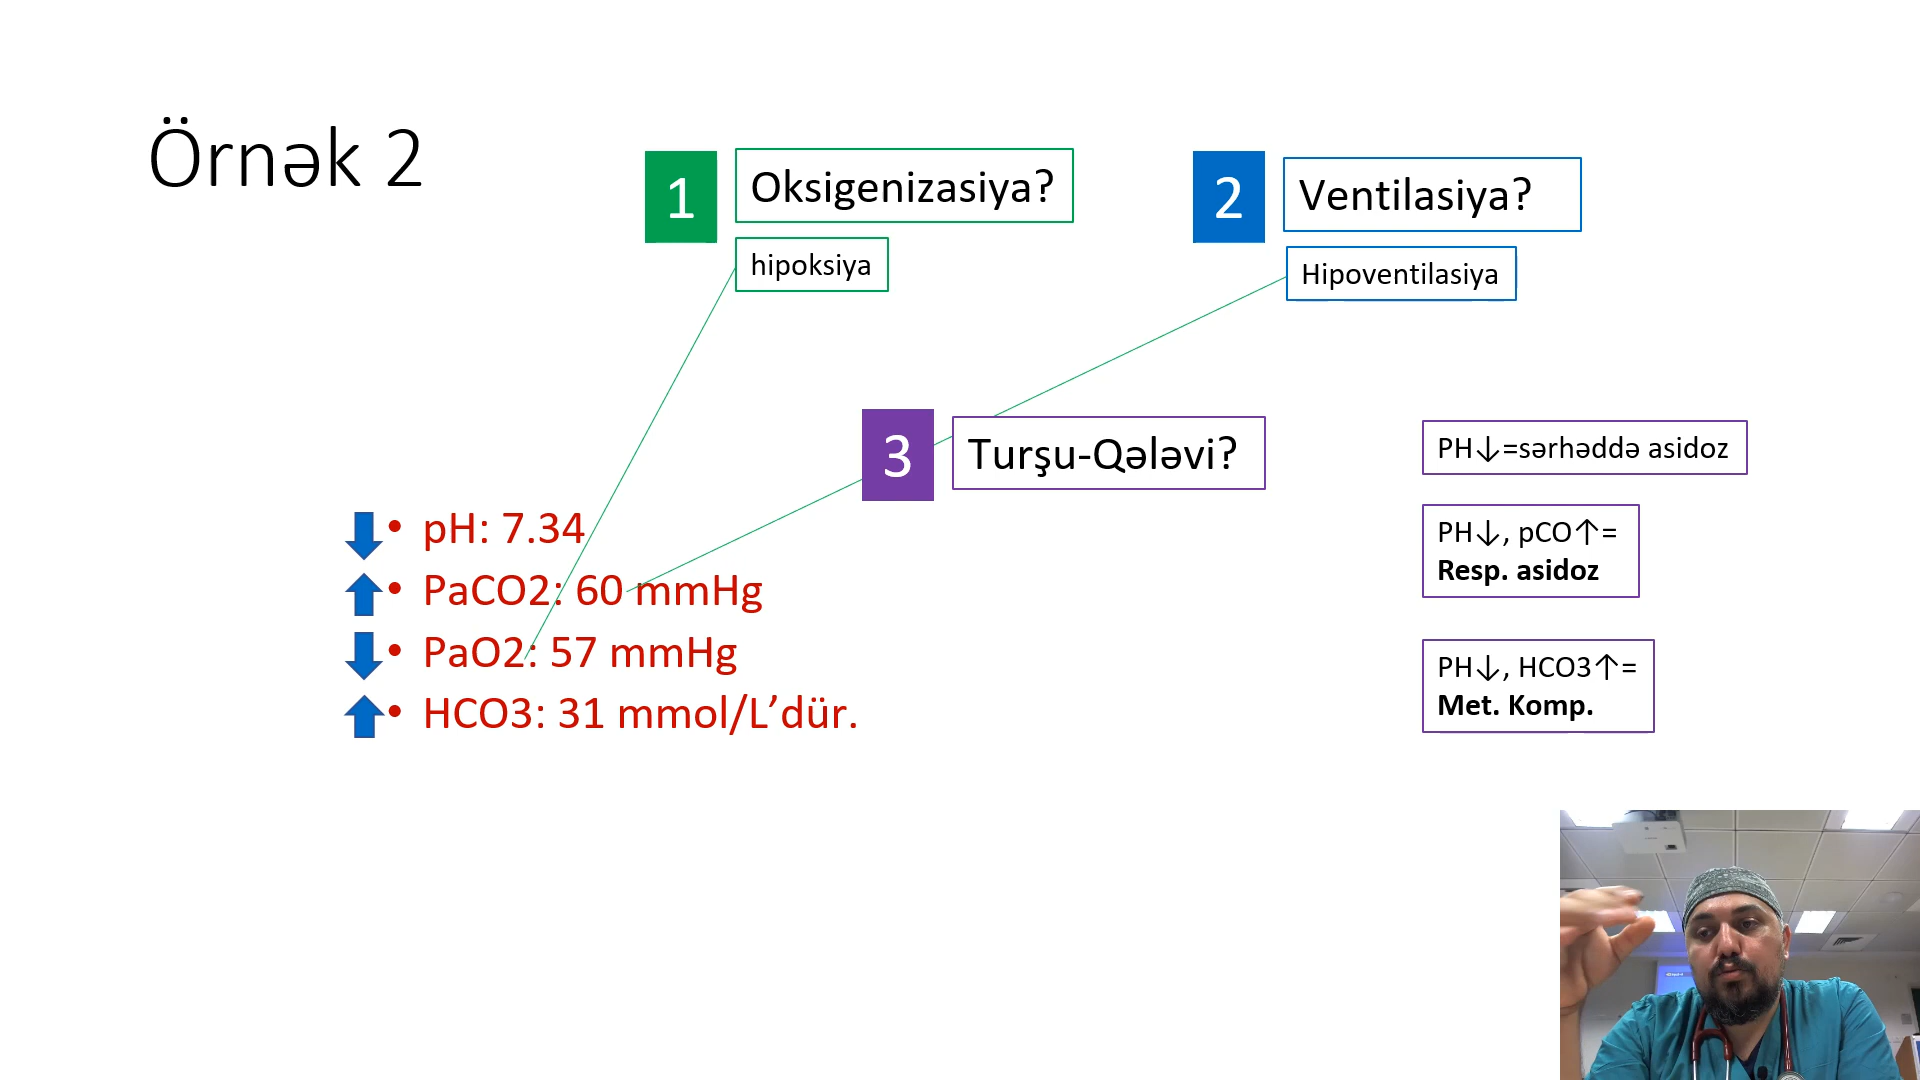 Örnək 2
1
Oksigenizasiya?
hipoksiya
2
Ventilasiya?
Hipoventilasiya
3
Turşu-Qələvi?
• pH: 7.34
• PaCO2: 60 mmHg
• PaO2: 57 mmHg
• HCO3: 31 mmol/L’dür.
PH↓=sərhəddə asidoz
PH↓, pCO↑=
Resp. asidoz
PH↓, HCO3↑=
Met. Komp.